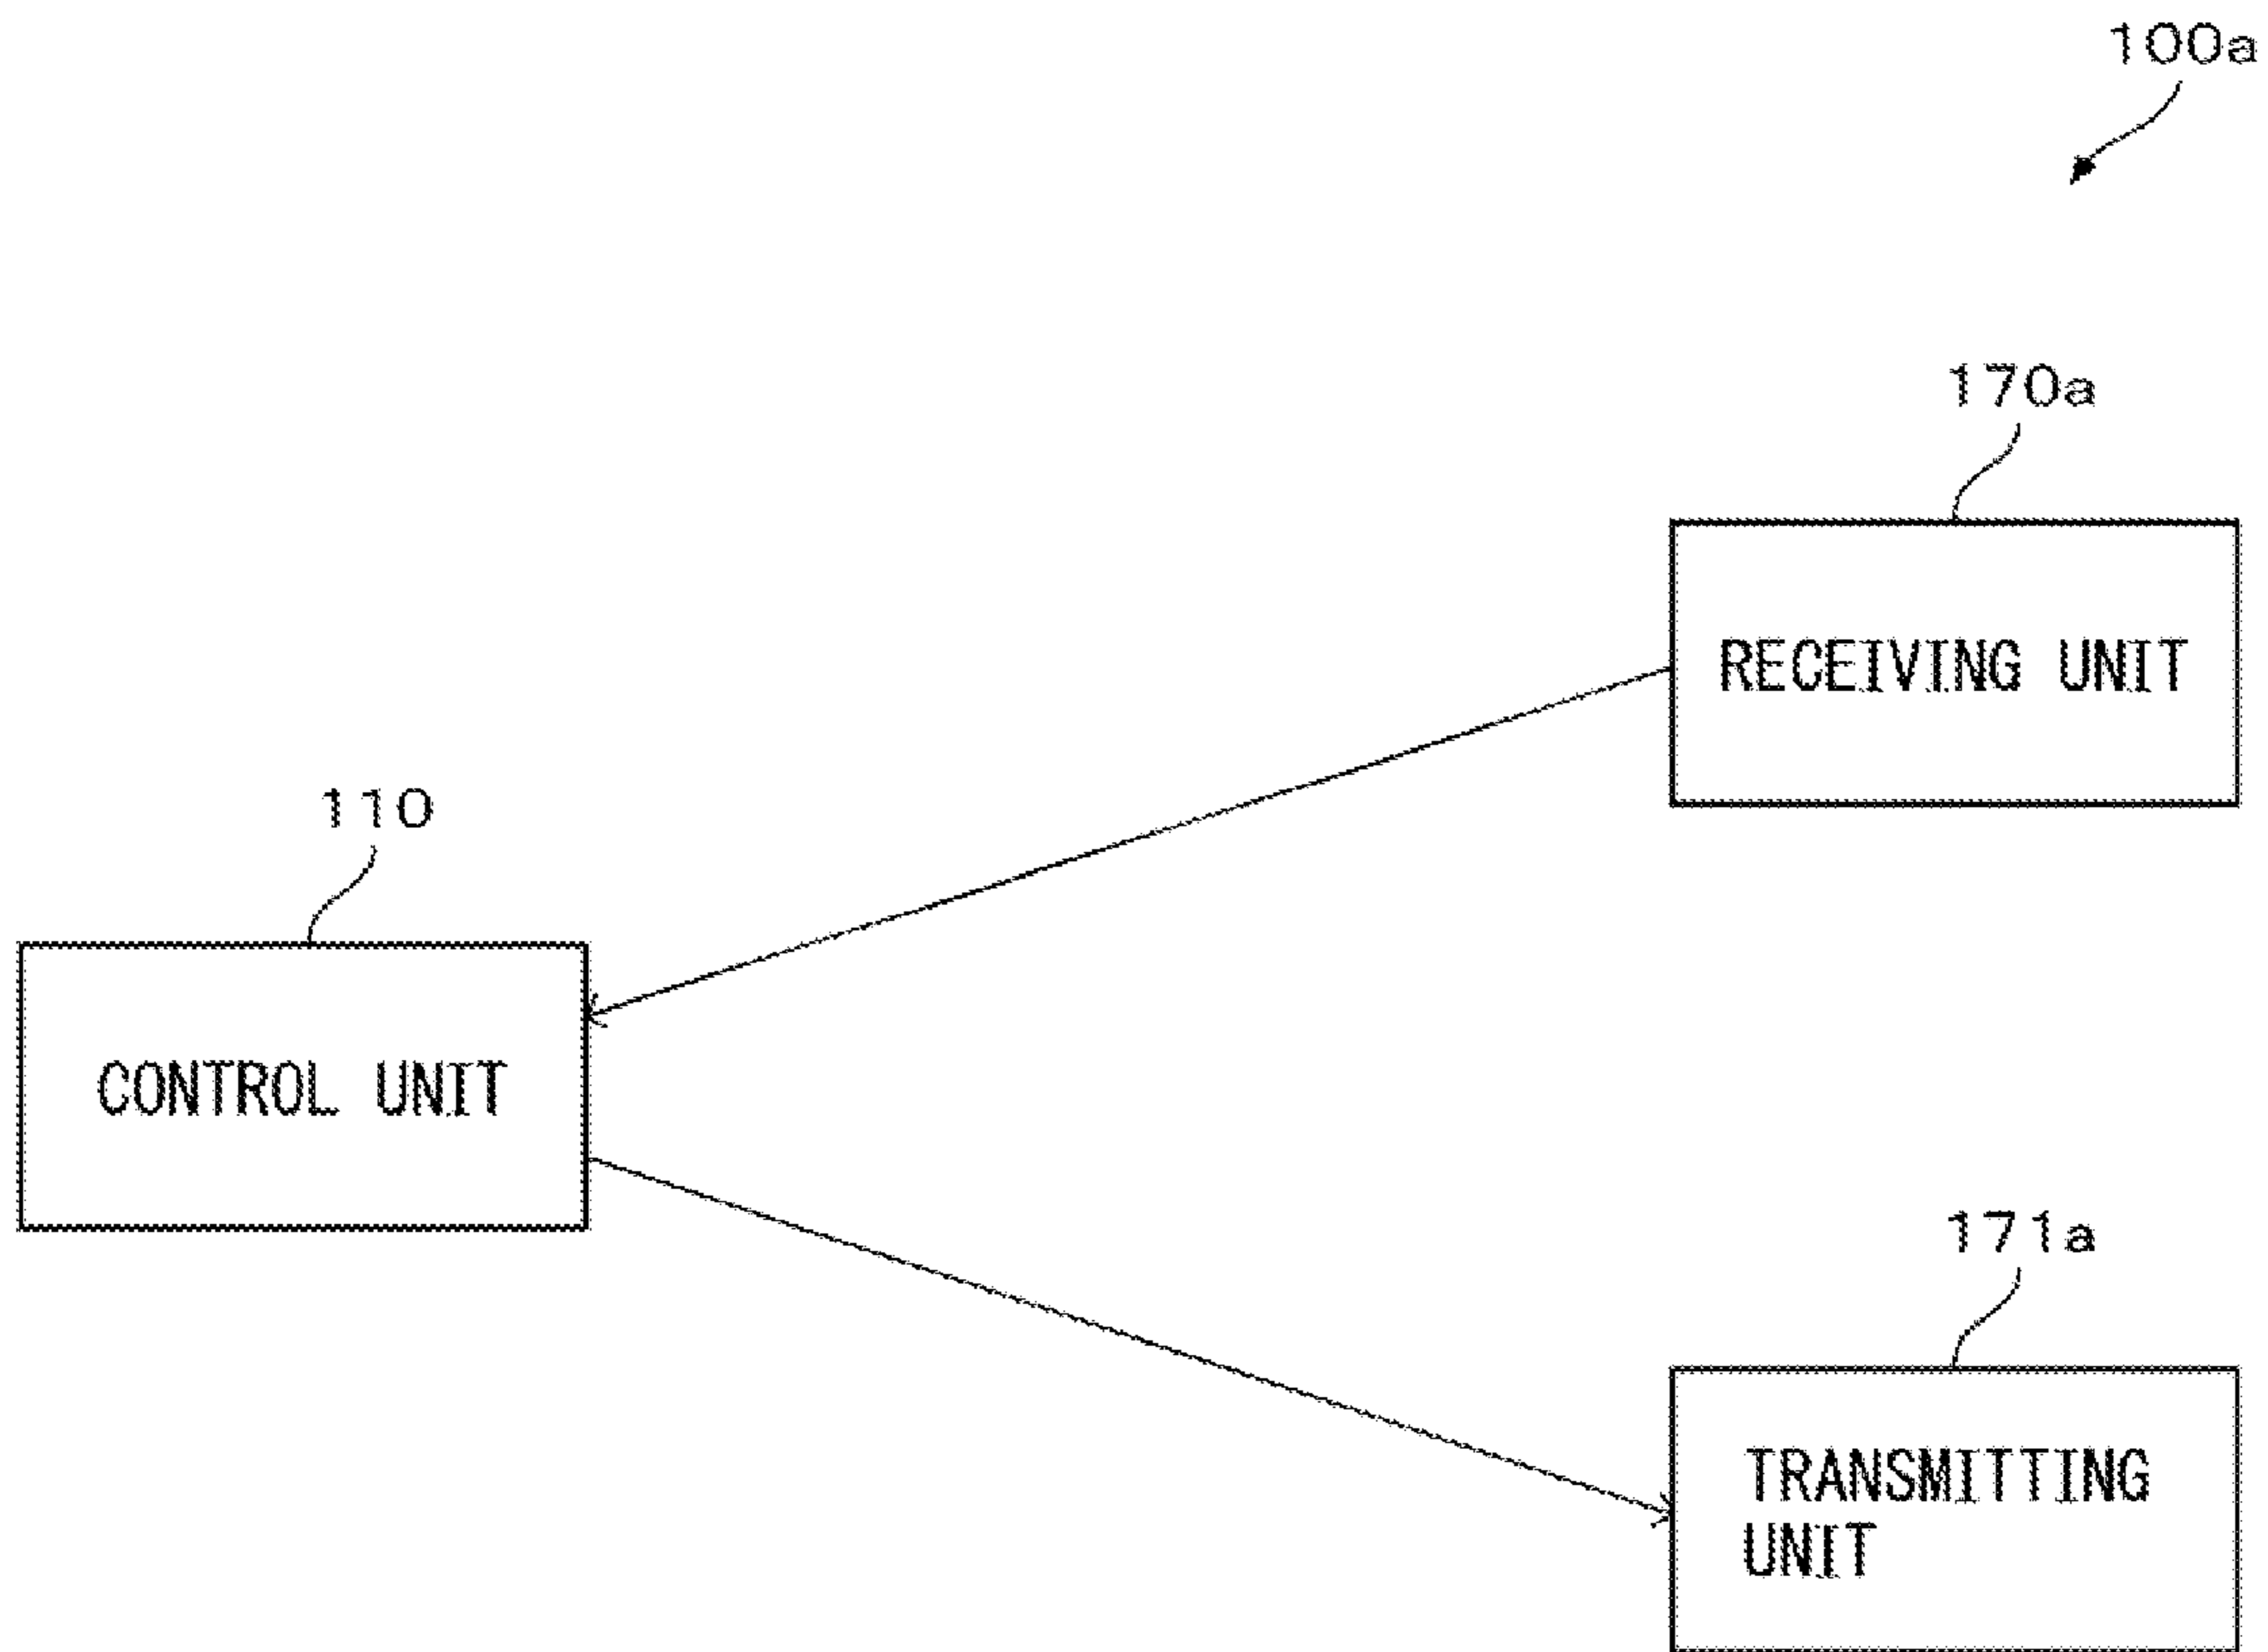 100a
170a
RECEIVING UNIT
110
CONTROL UNIT
171a
TRANSMITTING
UNIT